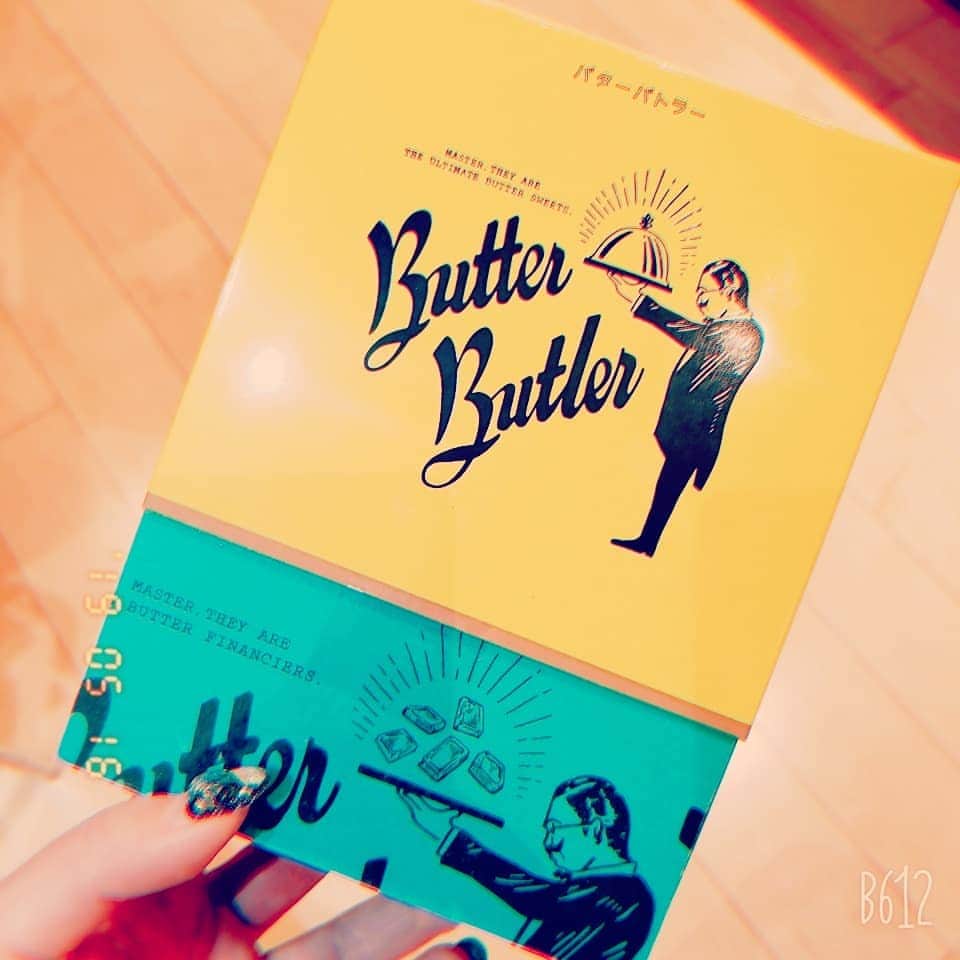 バターバトラー
MASTER, THEY ARE
THE ULTIMATE BUTTER SWEETS.
Butter
Butler
MASTER, THEY ARE
BUTTER FINANCIERS.
Butter
B612